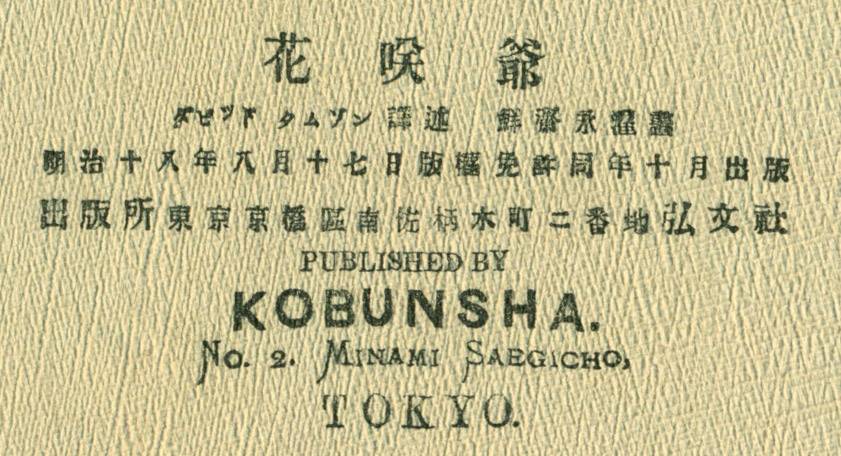 花咲爺
ダビッド タムソン 譯述 鮮齋永濯畵
明治十八年八月十七日版權免許同年十月出版
出版所東京京橋區南佐柄木町二番地弘文社
PUBLISHED BY
KOBUNSHA.
No. 2. MINAMI SAEGICHO,
TOKYO.